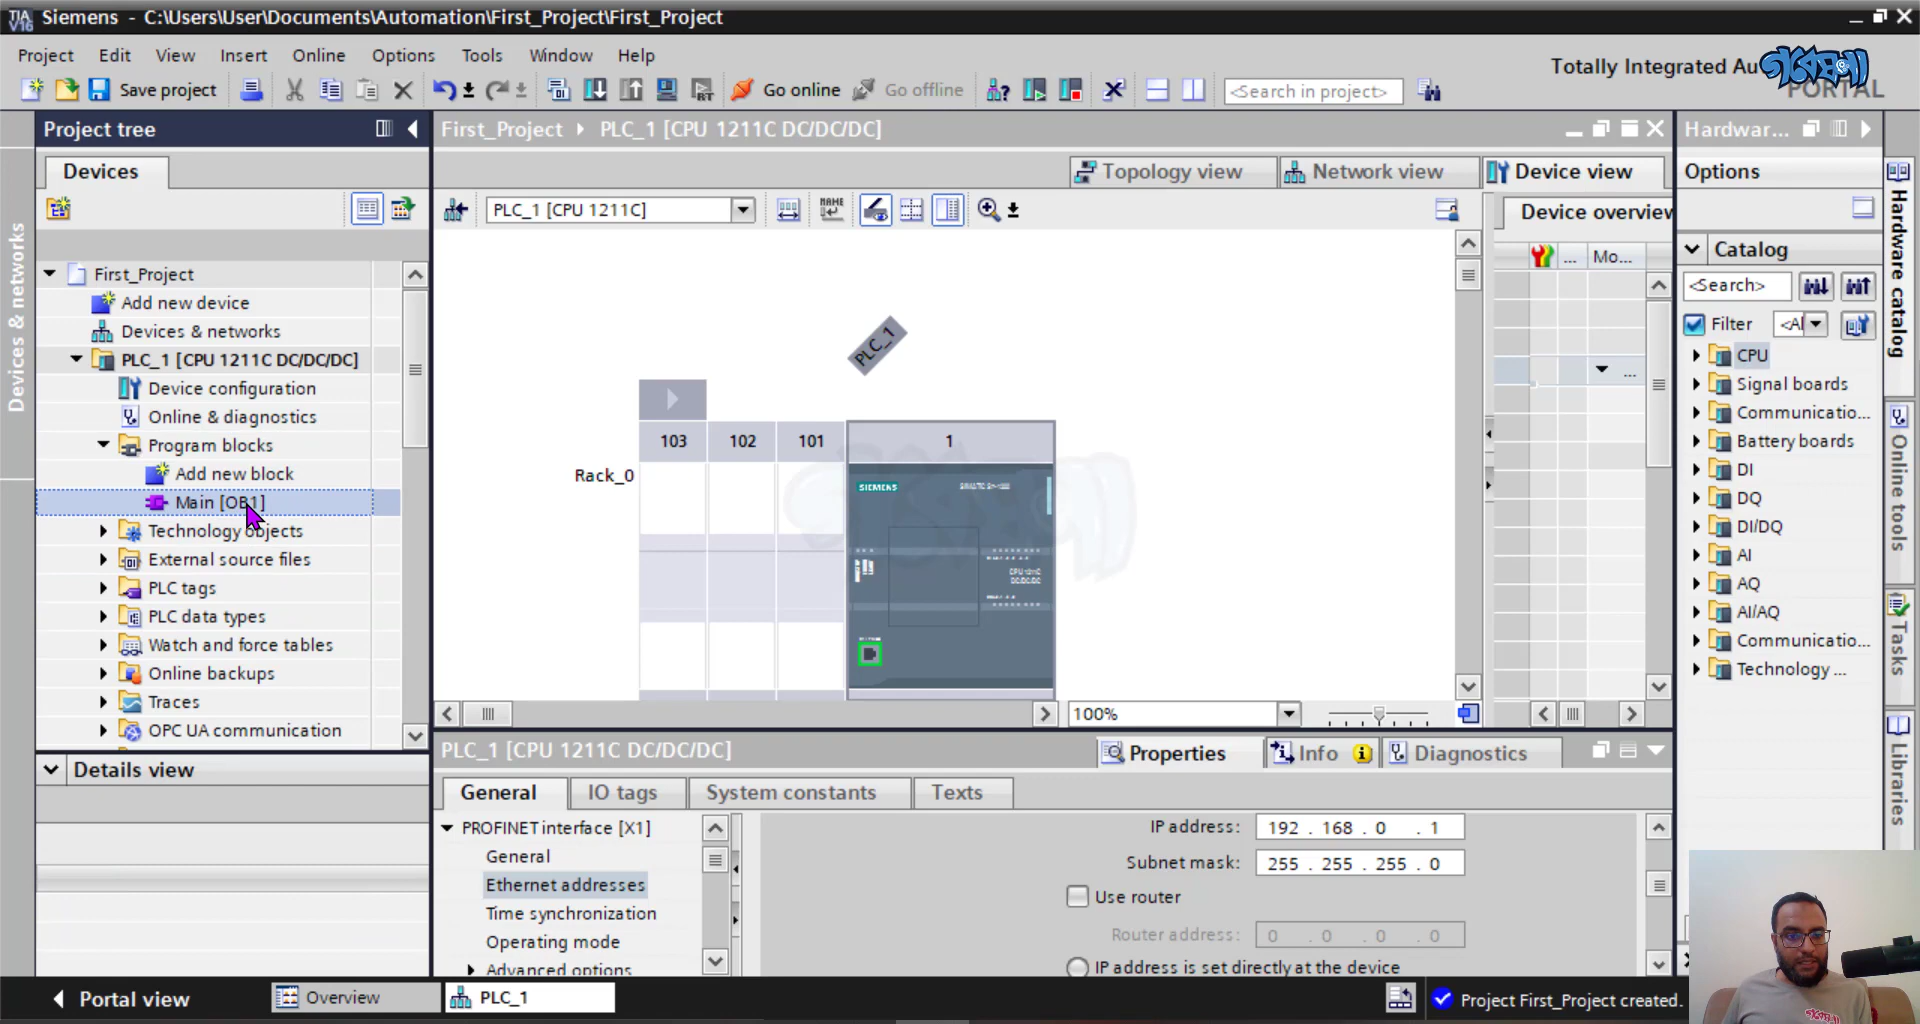 Siemens - C:\Users\User\Documents\Automation\First_Project\First_Project
Project Edit View Insert Online Options Tools Window Help
Save project
Go online
Go offline
<Search in project>
Totally Integrated Au
PORTAL
Project tree
Devices
First_Project
Add new device
Devices & networks
PLC_1 [CPU 1211C DC/DC/DC]
Device configuration
Online & diagnostics
Program blocks
Add new block
Main [OB1]
Technology objects
External source files
PLC tags
PLC data types
Watch and force tables
Online backups
Traces
OPC UA communication
Details view
Devices & networks
First_Project PLC_1 [CPU 1211C DC/DC/DC]
Topology view
Network view
Device view
PLC_1 [CPU 1211C]
Device overview
... Mo...
...
PLC_1
103 102 101 1
Rack_0
SIEMENS
CPU 1211C
DC/DC/DC
100%
PLC_1 [CPU 1211C DC/DC/DC]
Properties
Info
Diagnostics
General
IO tags
System constants
Texts
PROFINET interface [X1]
General
Ethernet addresses
Time synchronization
Operating mode
Advanced options
IP address: 192 . 168 . 0 . 1
Subnet mask: 255 . 255 . 255 . 0
Use router
Router address: 0 . 0 . 0 . 0
IP address is set directly at the device
Hardwar...
Options
Catalog
<Search>
Filter
<Al
CPU
Signal boards
Communicatio...
Battery boards
DI
DQ
DI/DQ
AI
AQ
AI/AQ
Communicatio...
Technology ...
Hardware catalog
Online tools
Tasks
Libraries
Portal view
Overview
PLC_1
Project First_Project created.